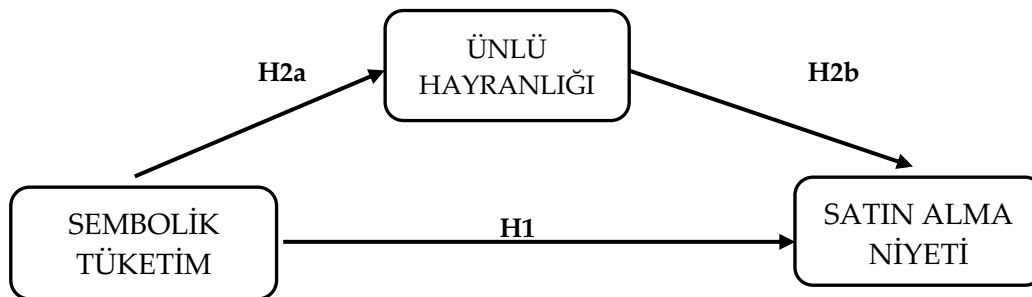 ÜNLÜ
HAYRANLIĞI
H2a
H2b
SEMBOLİK
TÜKETİM
H1
SATIN ALMA
NİYETİ